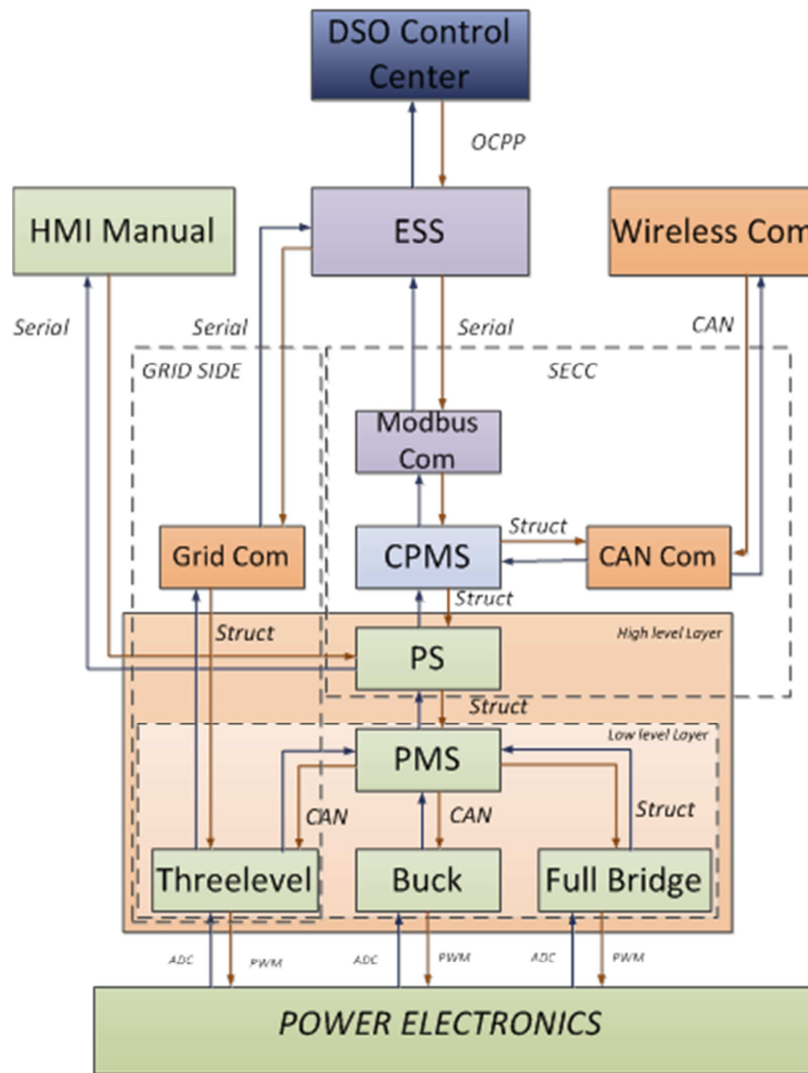 DSO Control
Center
OCPP
HMI Manual
ESS
Wireless Com
Serial
Serial
Serial
CAN
GRID SIDE
SECC
Modbus
Com
Struct
Grid Com
CPMS
CAN Com
Struct
Struct
High level Layer
PS
Struct
Low level Layer
PMS
CAN
CAN
Struct
Threelevel
Buck
Full Bridge
ADC
PWM
ADC
PWM
ADC
PWM
POWER ELECTRONICS